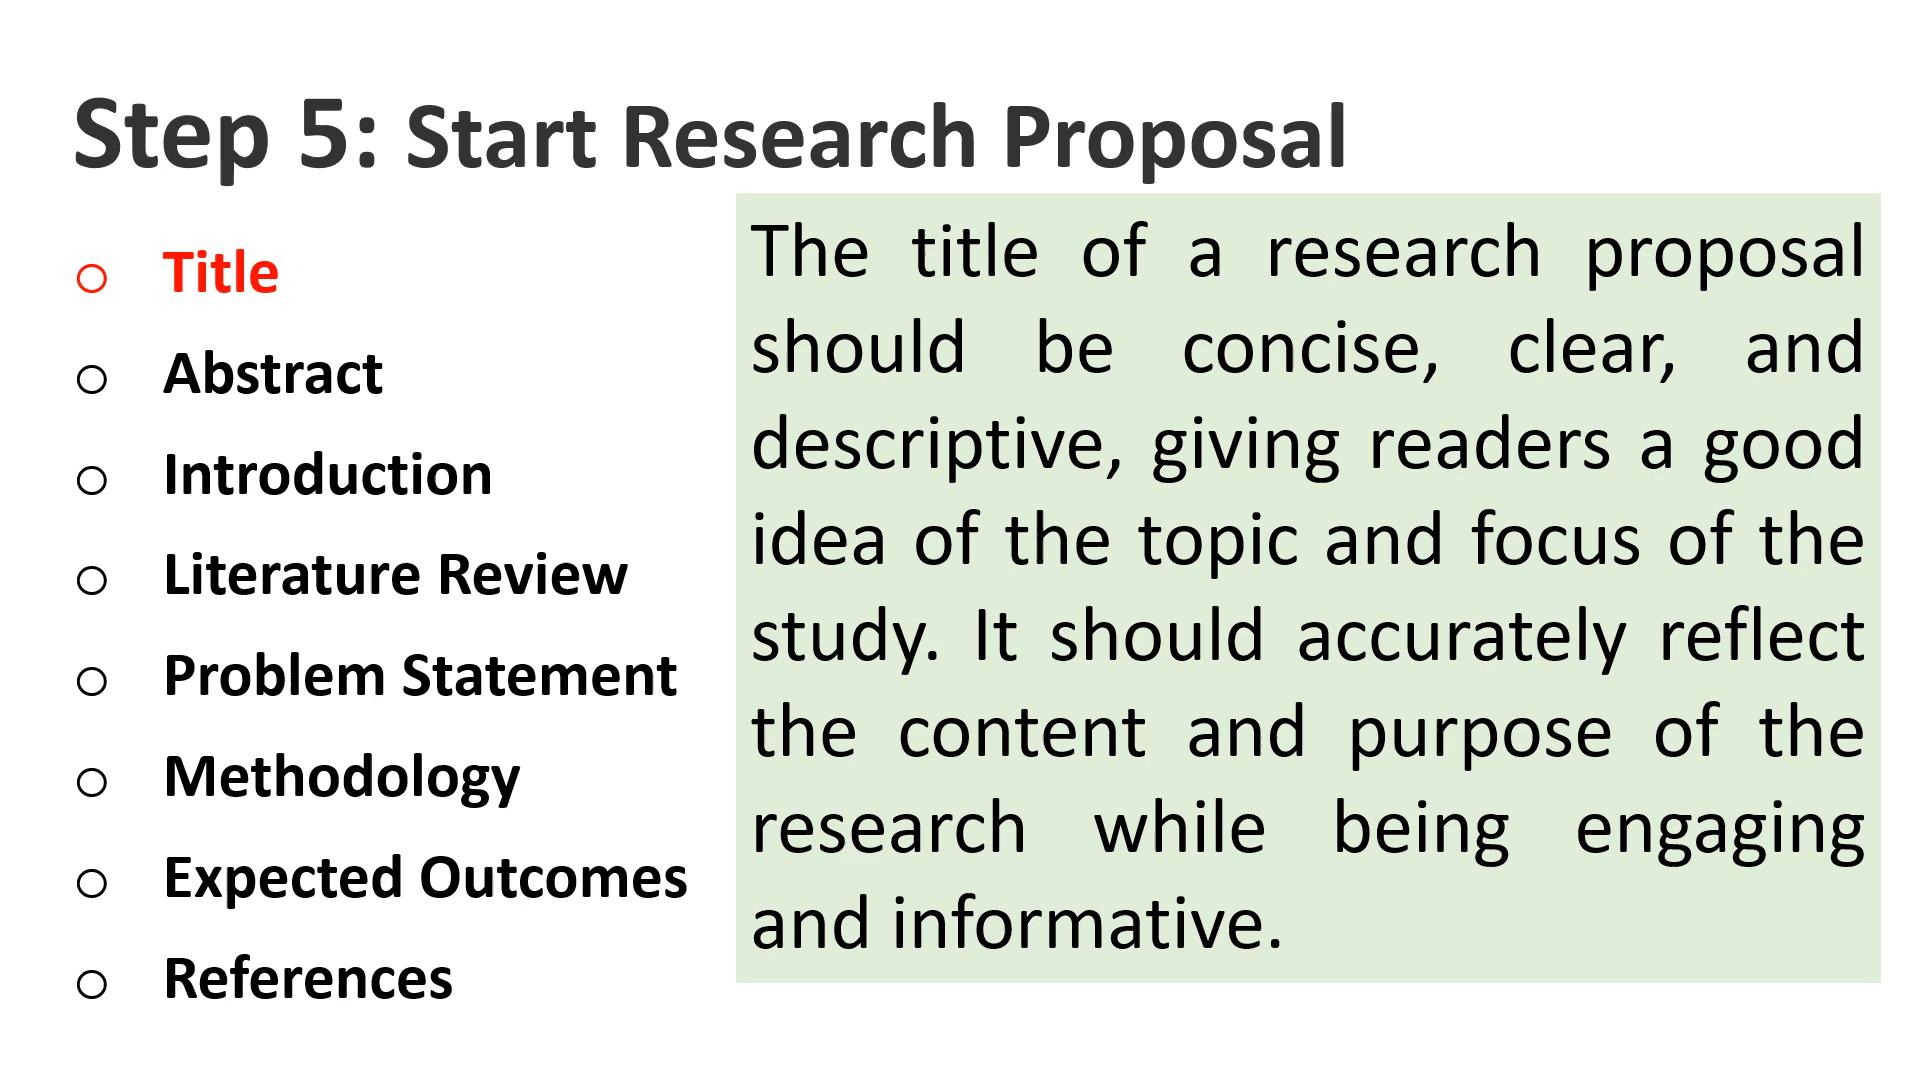 Step 5: Start Research Proposal
○ Title
○ Abstract
○ Introduction
○ Literature Review
○ Problem Statement
○ Methodology
○ Expected Outcomes
○ References
The title of a research proposal
should be concise, clear, and
descriptive, giving readers a good
idea of the topic and focus of the
study. It should accurately reflect
the content and purpose of the
research while being engaging
and informative.